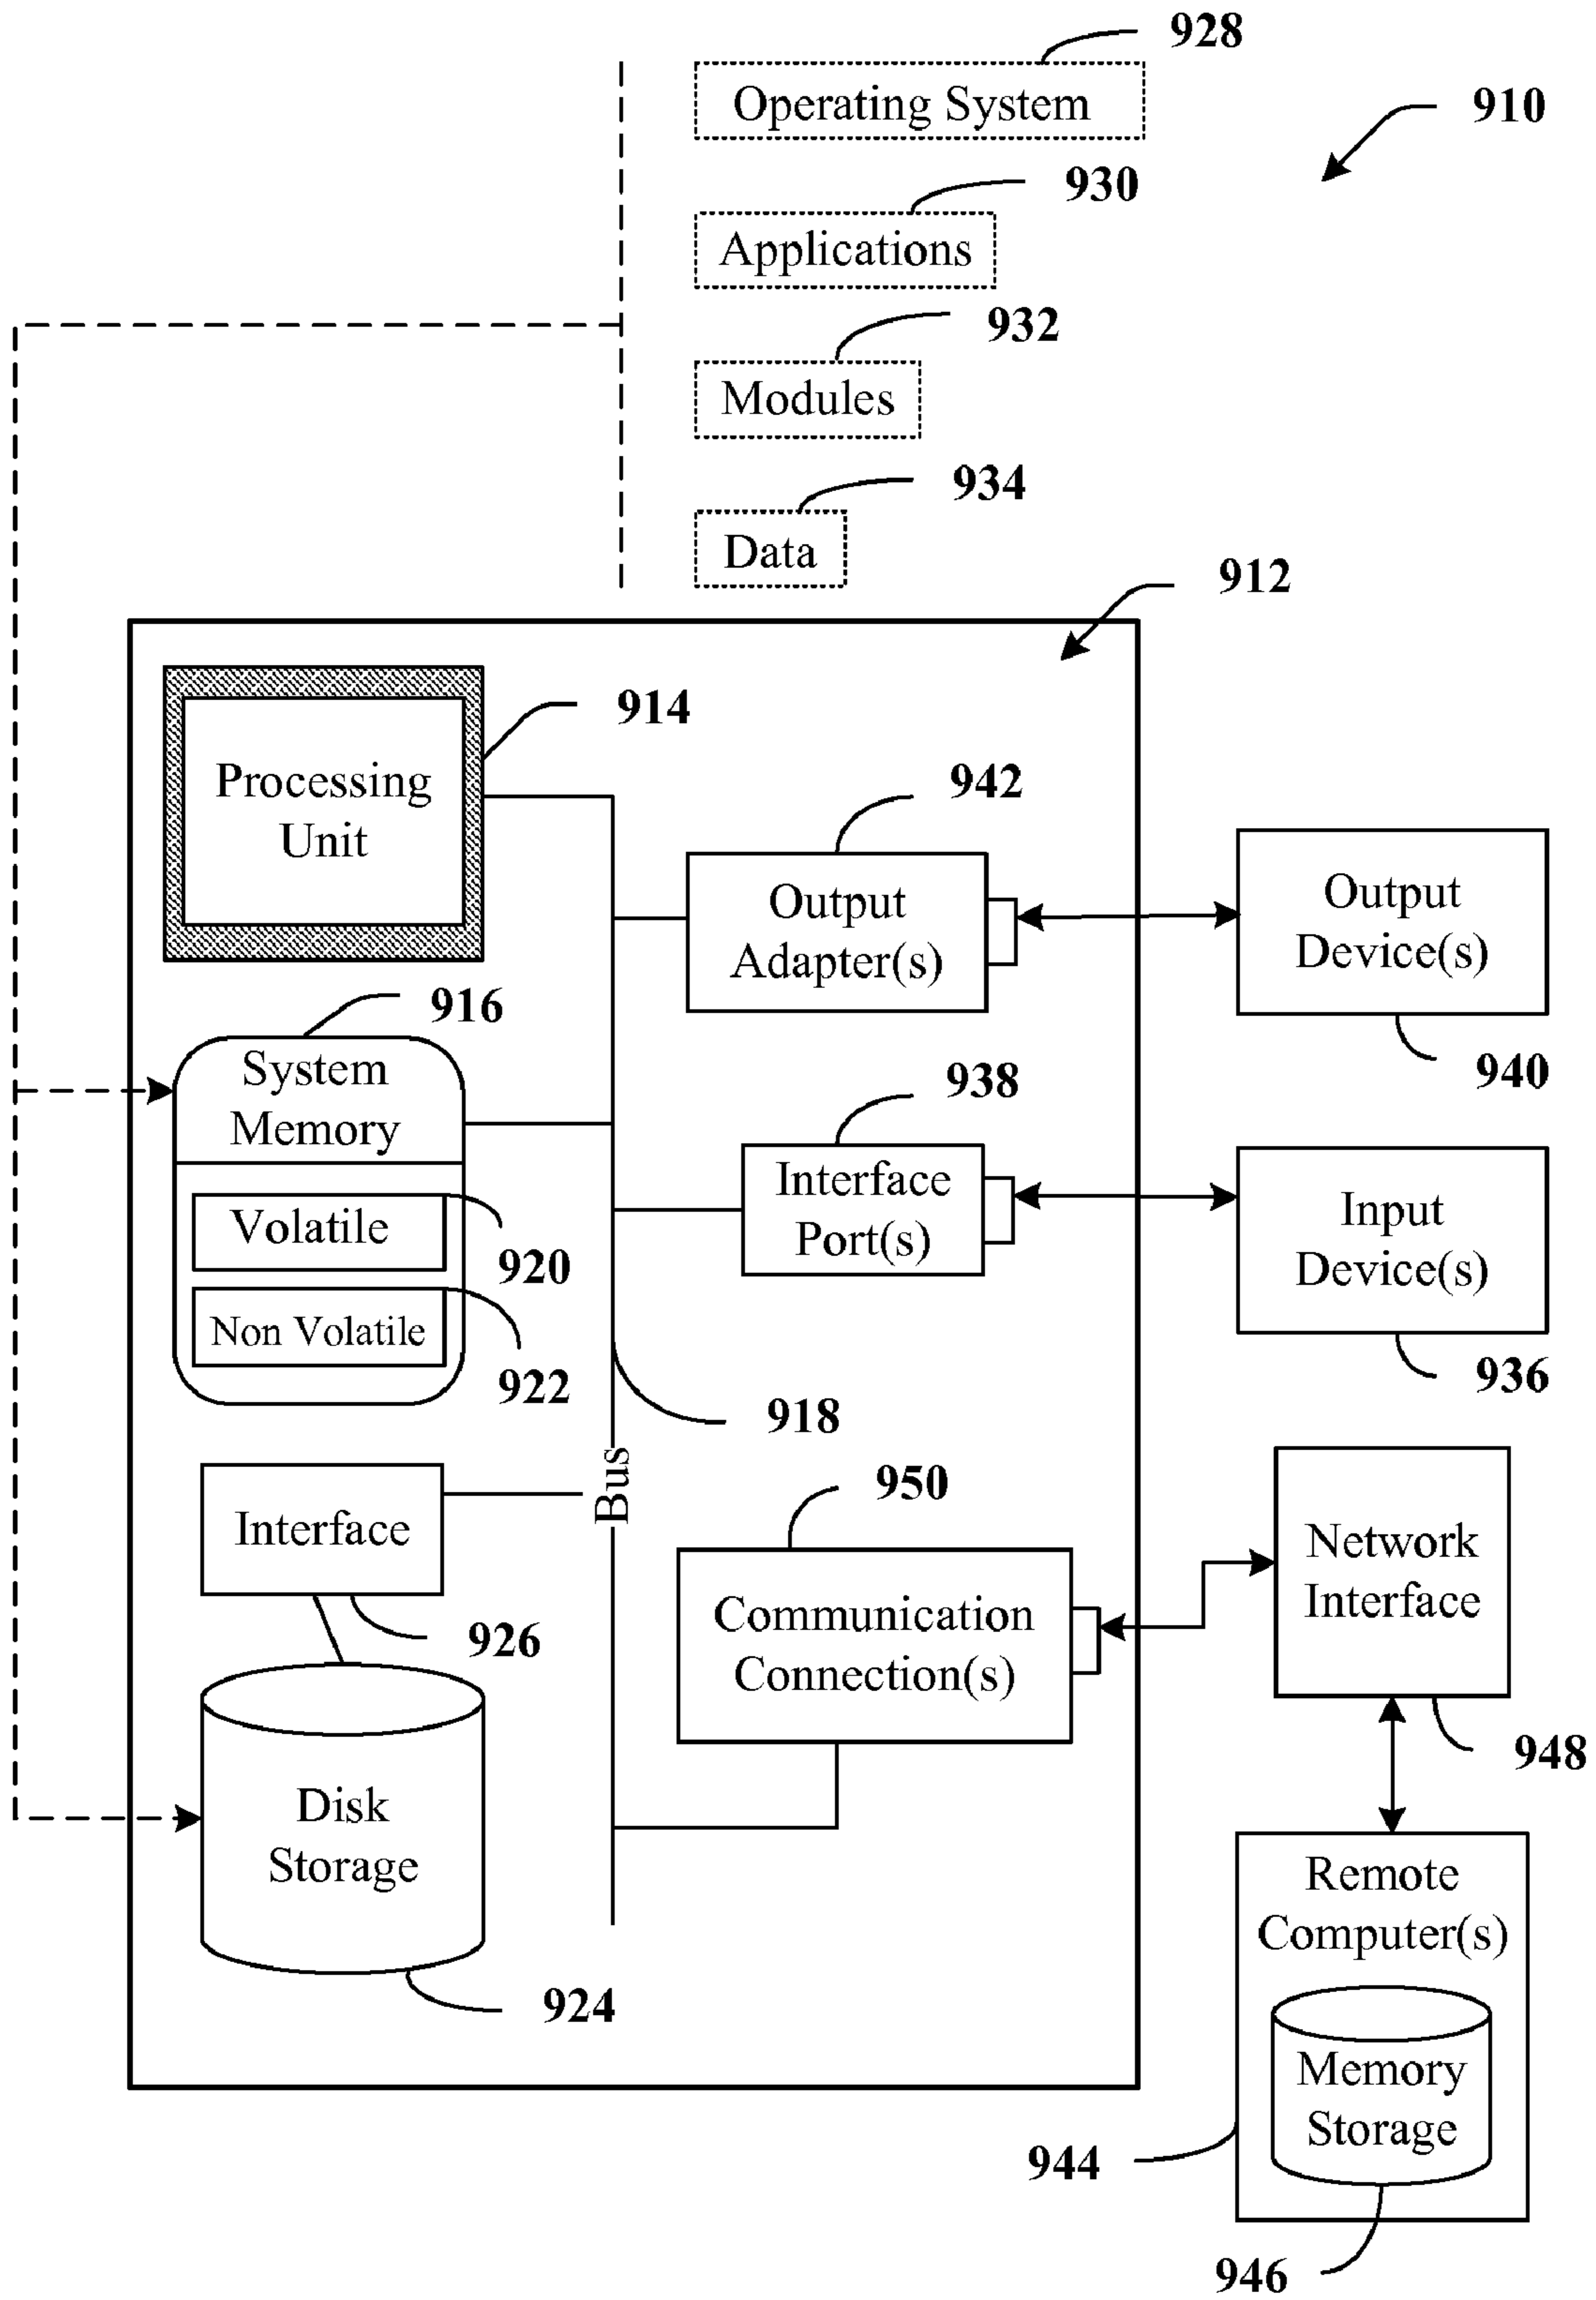 928
Operating System
910
930
Applications
932
Modules
934
Data
912
914
Processing
Unit
942
Output
Adapter(s)
Output
Device(s)
940
916
System
Memory
938
Interface
Port(s)
Input
Device(s)
936
Volatile
920
Non Volatile
922
918
Bus
Interface
926
950
Communication
Connection(s)
Network
Interface
948
Disk
Storage
924
Remote
Computer(s)
Memory
Storage
944
946